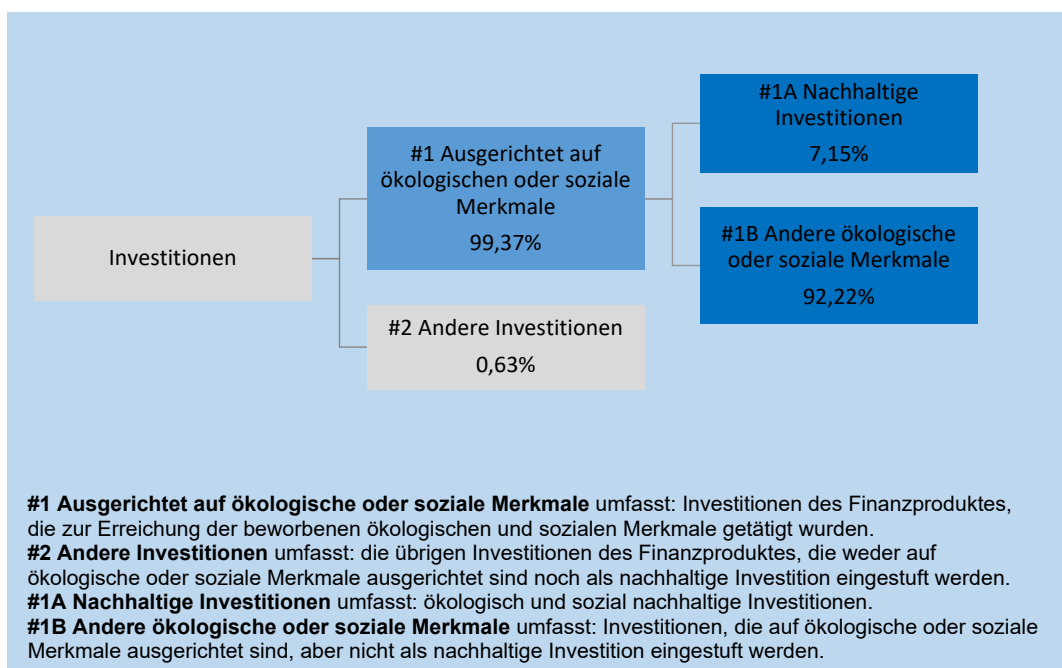 Investitionen
#1 Ausgerichtet auf
ökologischen oder soziale
Merkmale
99,37%
#2 Andere Investitionen
0,63%
#1A Nachhaltige
Investitionen
7,15%
#1B Andere ökologische
oder soziale Merkmale
92,22%
#1 Ausgerichtet auf ökologische oder soziale Merkmale umfasst: Investitionen des Finanzproduktes,
die zur Erreichung der beworbenen ökologischen und sozialen Merkmale getätigt wurden.
#2 Andere Investitionen umfasst: die übrigen Investitionen des Finanzproduktes, die weder auf
ökologische oder soziale Merkmale ausgerichtet sind noch als nachhaltige Investition eingestuft werden.
#1A Nachhaltige Investitionen umfasst: ökologisch und sozial nachhaltige Investitionen.
#1B Andere ökologische oder soziale Merkmale umfasst: Investitionen, die auf ökologische oder soziale
Merkmale ausgerichtet sind, aber nicht als nachhaltige Investition eingestuft werden.